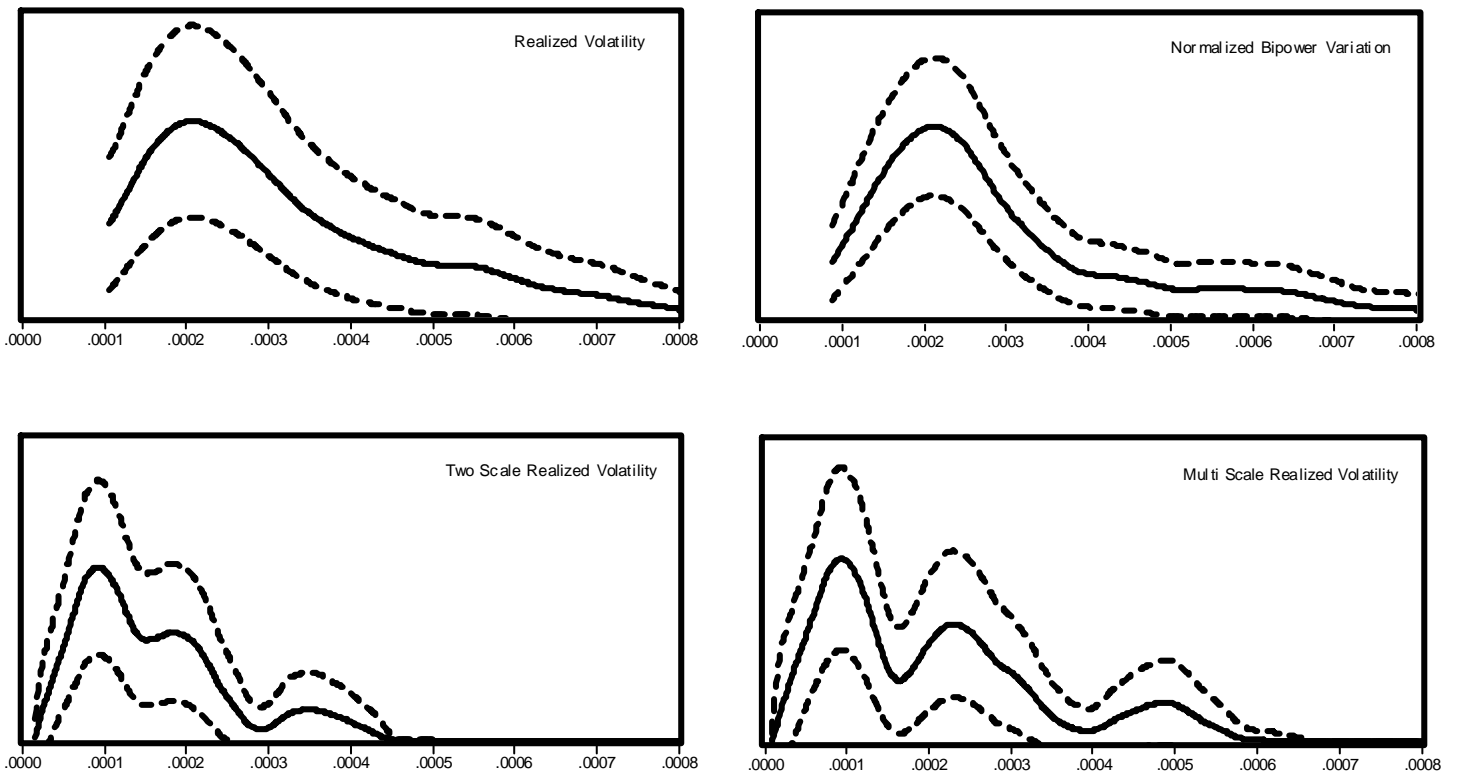 Realized Volatility
Normalized Bipower Variation
.0000 .0001 .0002 .0003 .0004 .0005 .0006 .0007 .0008
.0000 .0001 .0002 .0003 .0004 .0005 .0006 .0007 .0008
Two Scale Realized Volatility
Multi Scale Realized Volatility
.0000 .0001 .0002 .0003 .0004 .0005 .0006 .0007 .0008
.0000 .0001 .0002 .0003 .0004 .0005 .0006 .0007 .0008